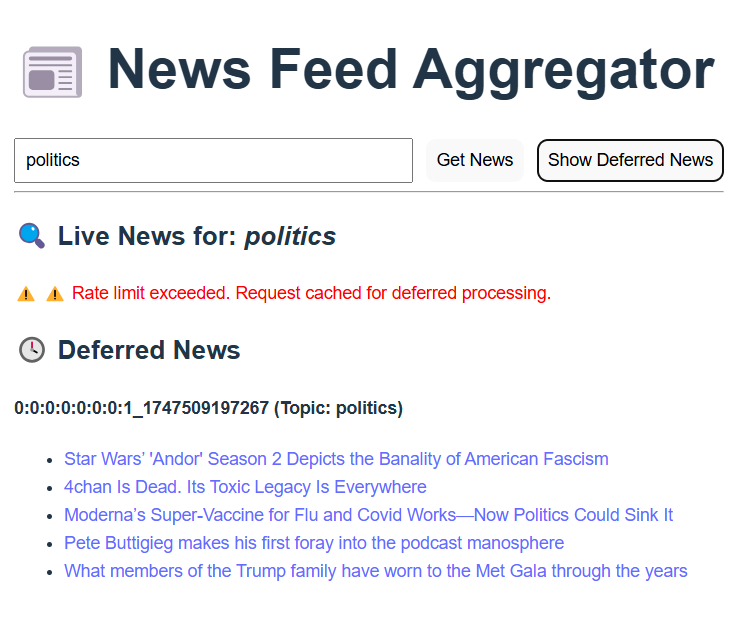 News Feed Aggregator
politics
Get News
Show Deferred News
Live News for: politics
Rate limit exceeded. Request cached for deferred processing.
Deferred News
0:0:0:0:0:0:0:1_1747509197267 (Topic: politics)
Star Wars’ 'Andor' Season 2 Depicts the Banality of American Fascism
4chan Is Dead. Its Toxic Legacy Is Everywhere
Moderna’s Super-Vaccine for Flu and Covid Works—Now Politics Could Sink It
Pete Buttigieg makes his first foray into the podcast manosphere
What members of the Trump family have worn to the Met Gala through the years